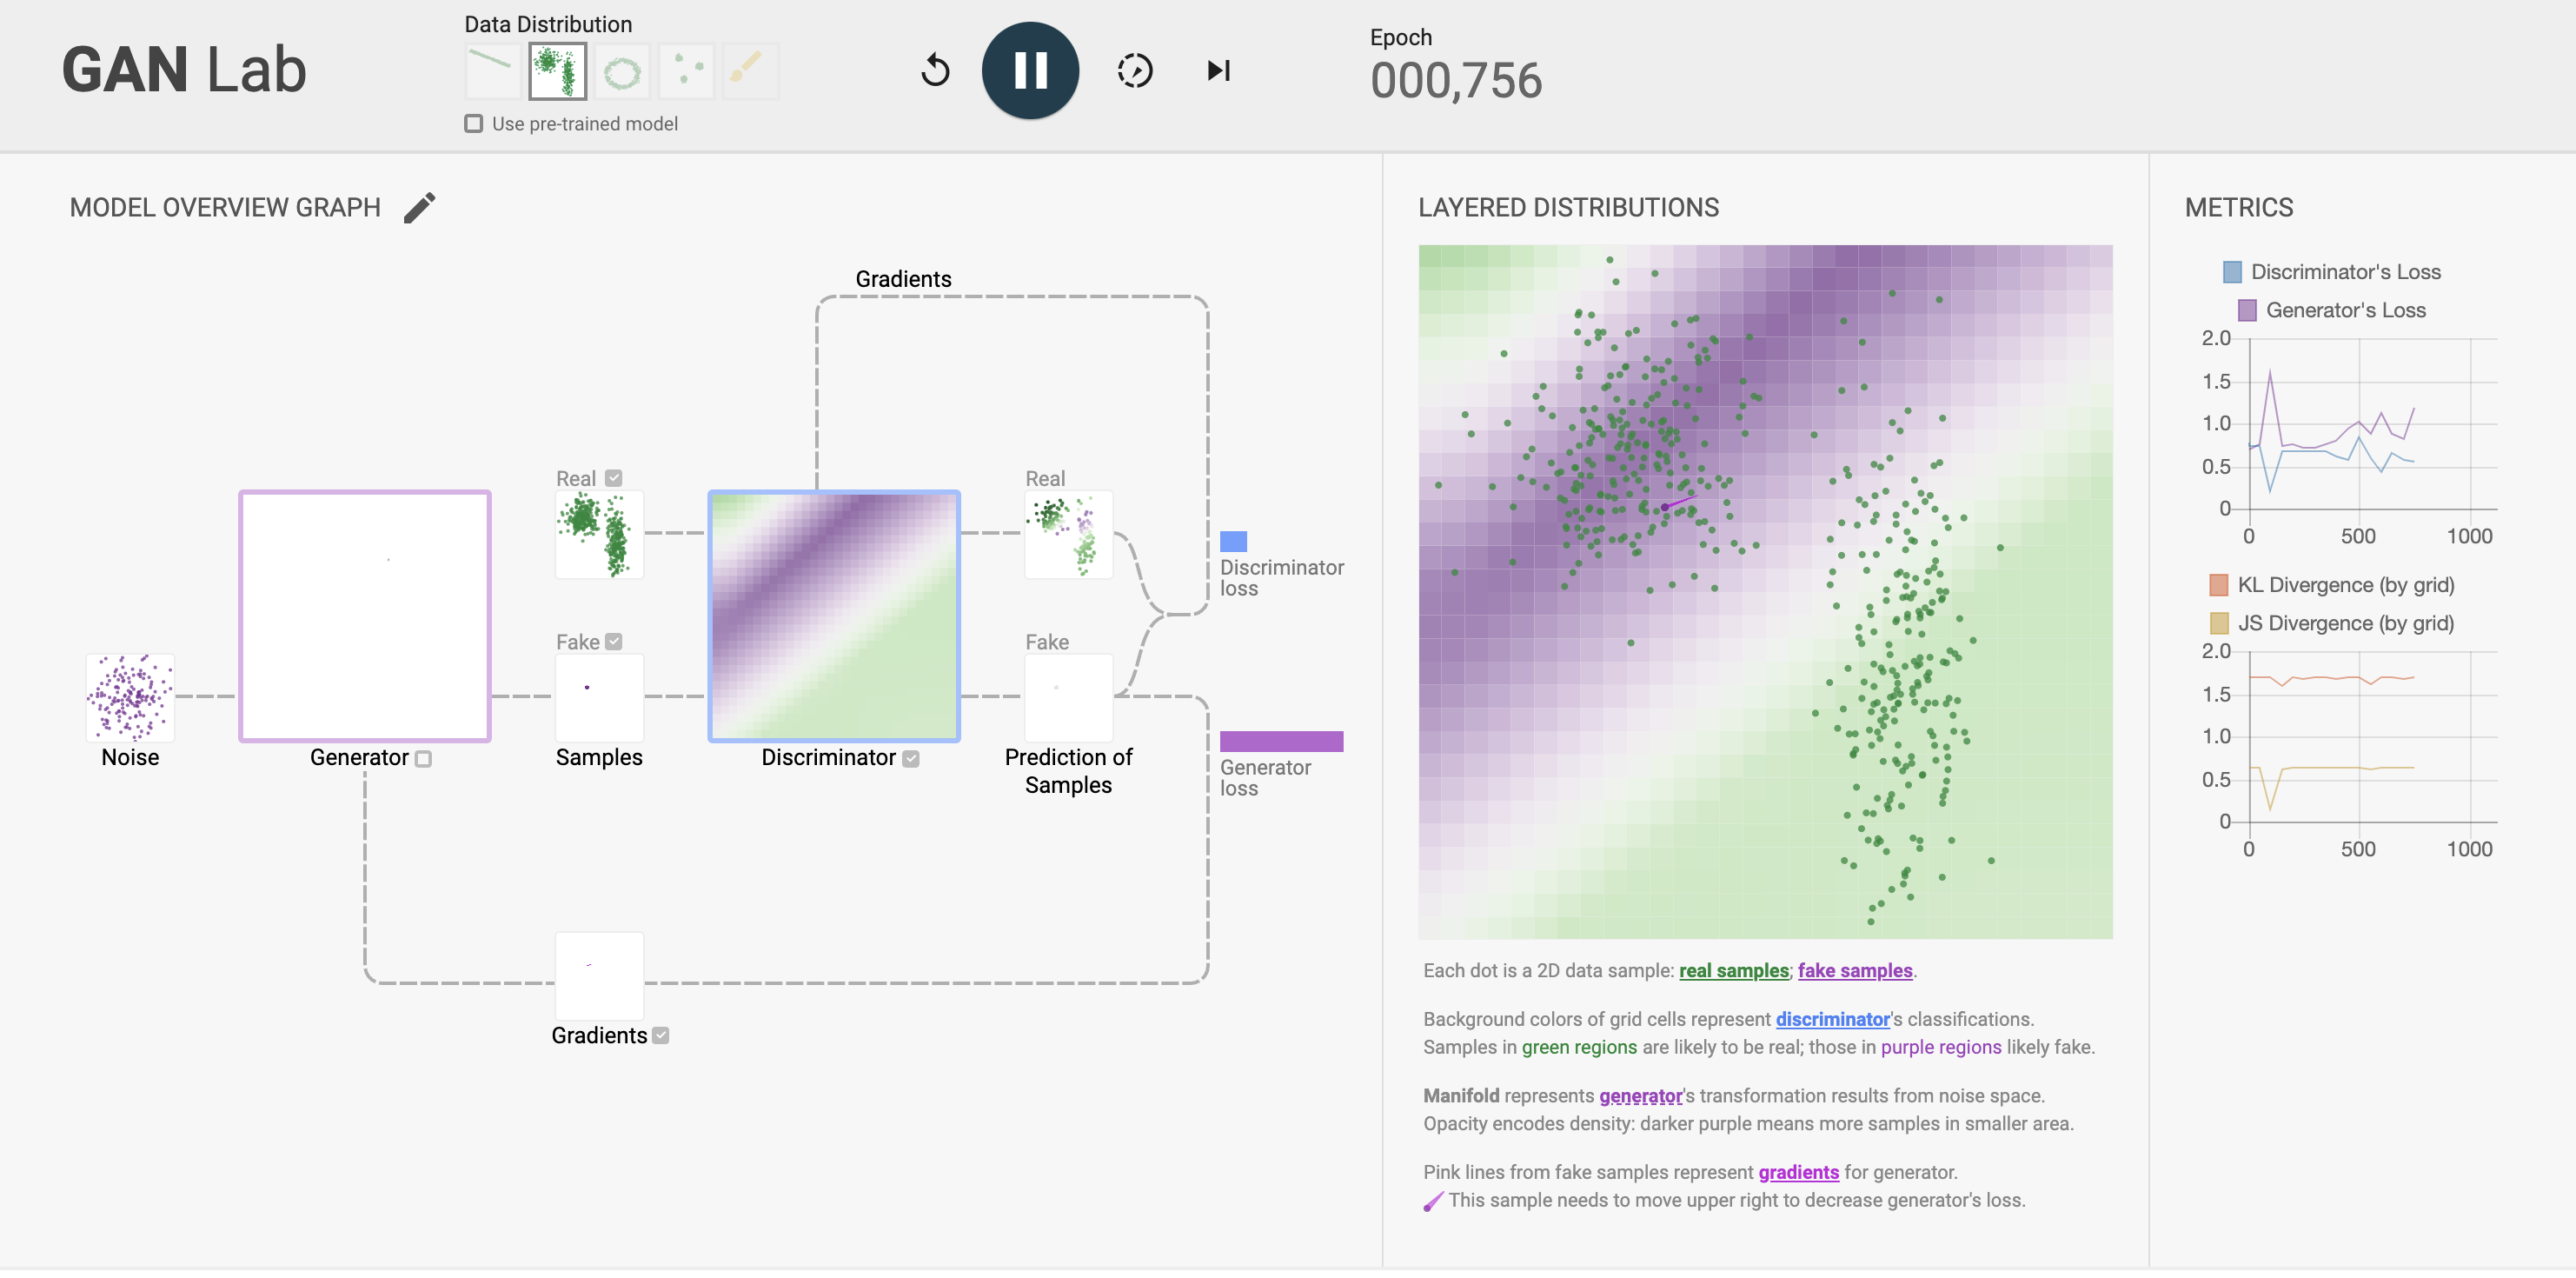 GAN Lab
Data Distribution
Use pre-trained model
Epoch
000,756
MODEL OVERVIEW GRAPH
Gradients
Real
Real
Discriminator
loss
Fake
Fake
Noise
Generator
Samples
Discriminator
Prediction of
Samples
Generator
loss
Gradients
LAYERED DISTRIBUTIONS
Each dot is a 2D data sample: real samples; fake samples.
Background colors of grid cells represent discriminator's classifications.
Samples in green regions are likely to be real; those in purple regions likely fake.
Manifold represents generator's transformation results from noise space.
Opacity encodes density: darker purple means more samples in smaller area.
Pink lines from fake samples represent gradients for generator.
This sample needs to move upper right to decrease generator's loss.
METRICS
Discriminator's Loss
Generator's Loss
2.0
1.5
1.0
0.5
0
0 500 1000
KL Divergence (by grid)
JS Divergence (by grid)
2.0
1.5
1.0
0.5
0
0 500 1000